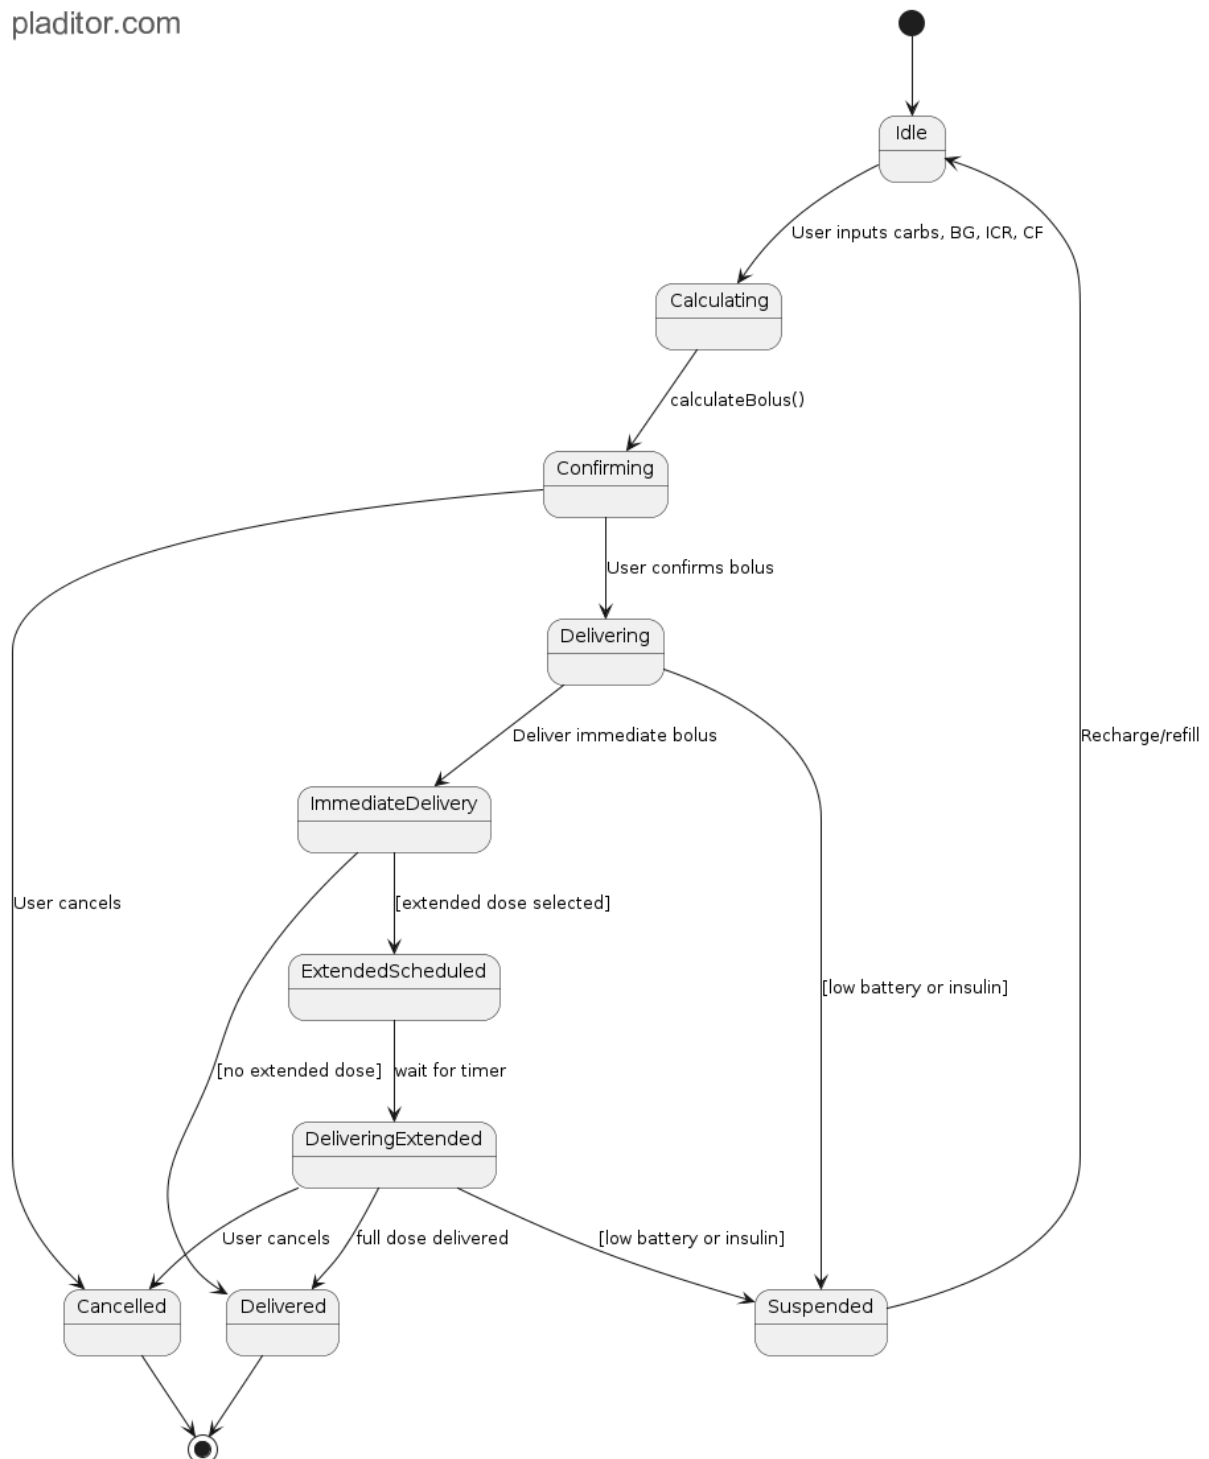 pladitor.com
Idle
User inputs carbs, BG, ICR, CF
Calculating
calculateBolus()
Confirming
User confirms bolus
Delivering
Deliver immediate bolus
Recharge/refill
ImmediateDelivery
User cancels
[extended dose selected]
ExtendedScheduled
[low battery or insulin]
[no extended dose]
wait for timer
DeliveringExtended
User cancels
full dose delivered
[low battery or insulin]
Cancelled
Delivered
Suspended